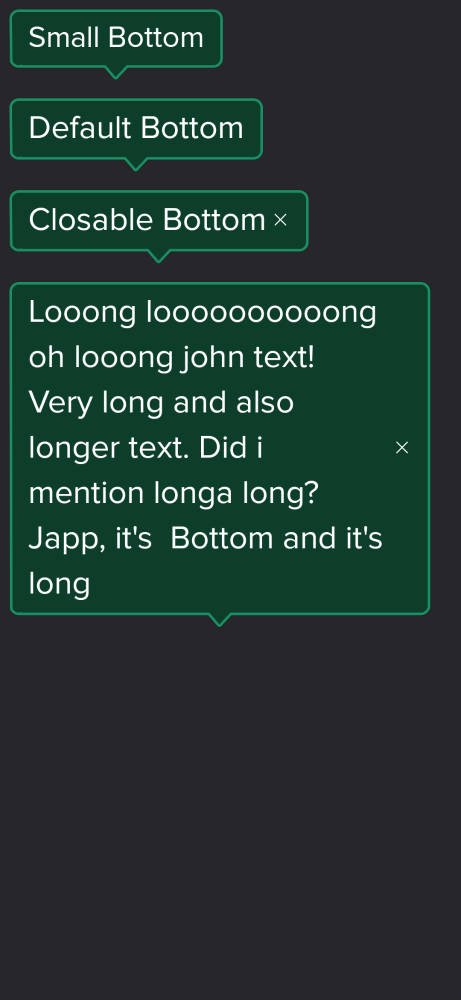 Small Bottom
Default Bottom
Closable Bottom ×
Looong looooooooooong
oh looong john text!
Very long and also
longer text. Did i
mention longa long?
Japp, it's  Bottom and it's
long
×